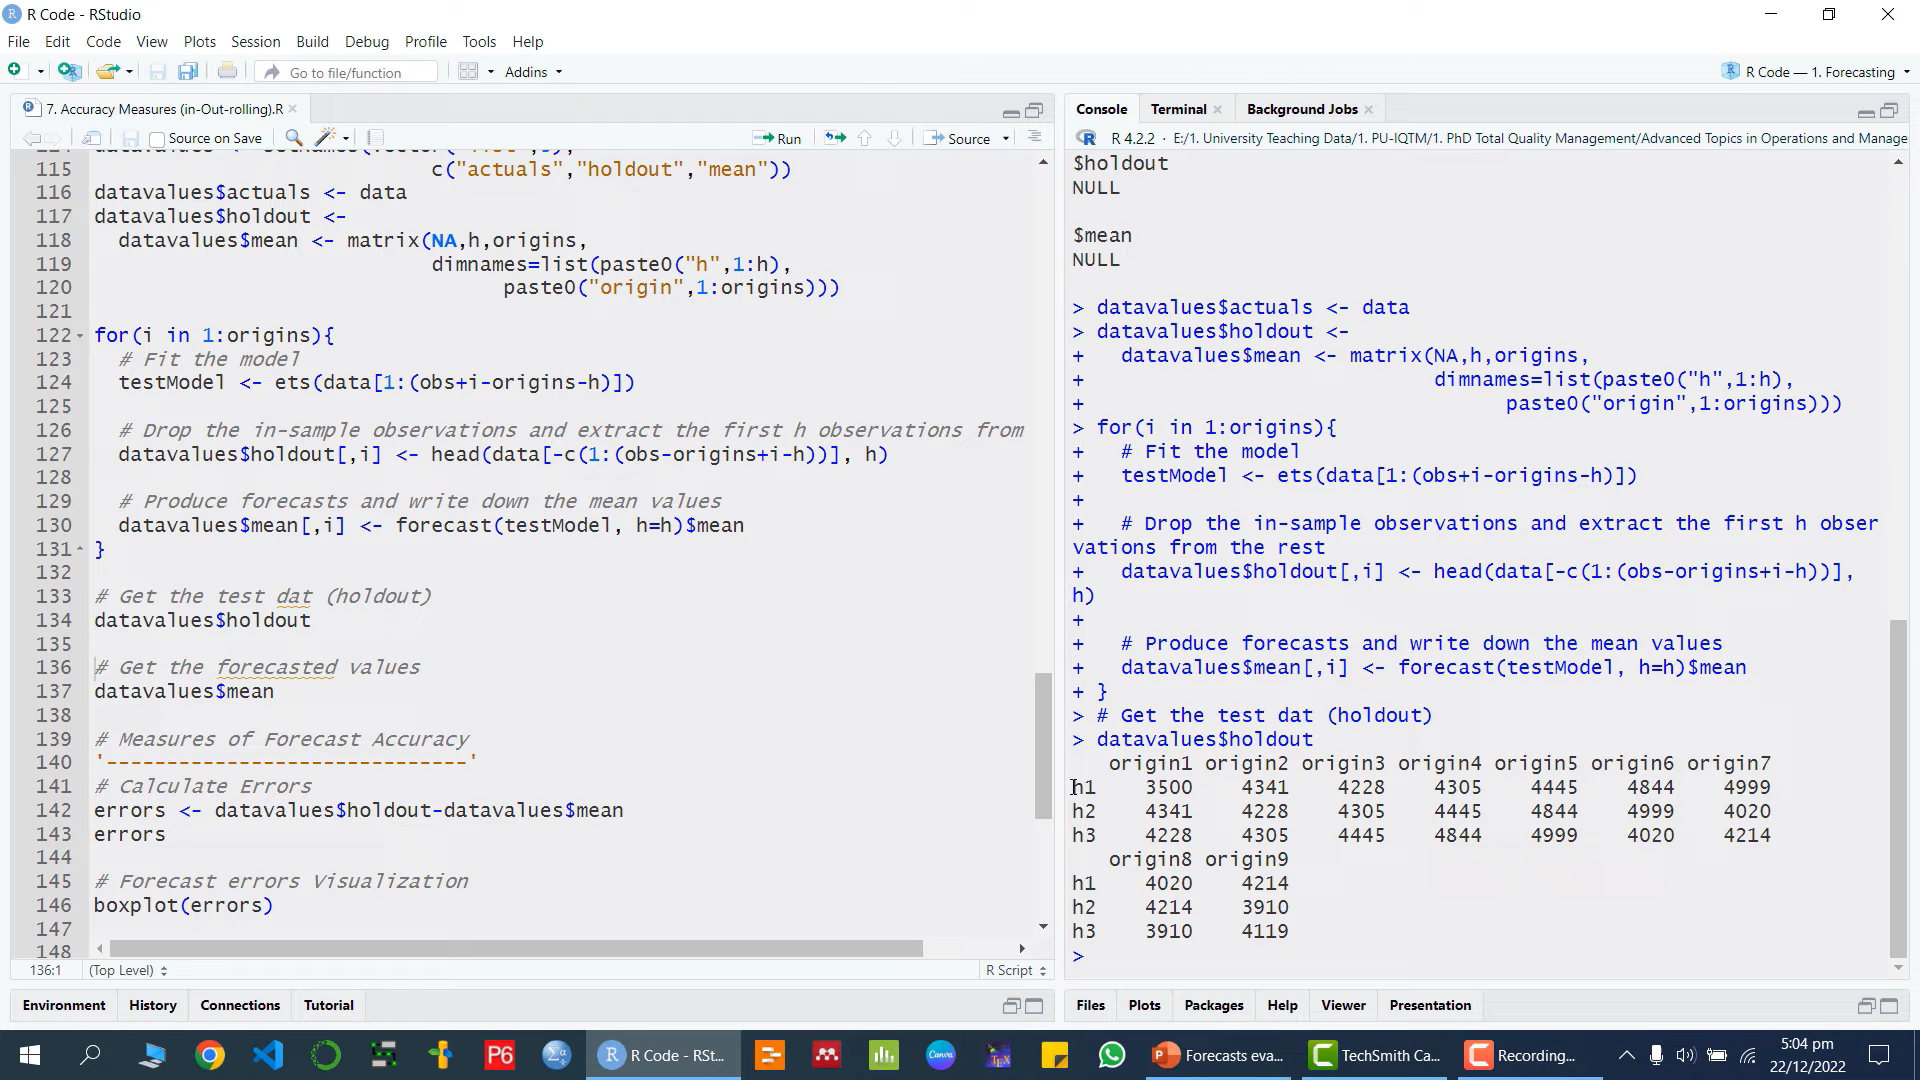 R Code - RStudio
File Edit Code View Plots Session Build Debug Profile Tools Help
Go to file/function Addins R Code — 1. Forecasting
7. Accuracy Measures (in-Out-rolling).R
Source on Save Run Source
115 c("actuals","holdout","mean"))
116 datavalues$actuals <- data
117 datavalues$holdout <-
118 datavalues$mean <- matrix(NA,h,origins,
119 dimnames=list(paste0("h",1:h),
120 paste0("origin",1:origins)))
121
122 for(i in 1:origins){
123 # Fit the model
124 testModel <- ets(data[1:(obs+i-origins-h)])
125
126 # Drop the in-sample observations and extract the first h observations from
127 datavalues$holdout[,i] <- head(data[-c(1:(obs-origins+i-h))], h)
128
129 # Produce forecasts and write down the mean values
130 datavalues$mean[,i] <- forecast(testModel, h=h)$mean
131 }
132
133 # Get the test dat (holdout)
134 datavalues$holdout
135
136 # Get the forecasted values
137 datavalues$mean
138
139 # Measures of Forecast Accuracy
140 '------------------------------'
141 # Calculate Errors
142 errors <- datavalues$holdout-datavalues$mean
143 errors
144
145 # Forecast errors Visualization
146 boxplot(errors)
147
148
136:1 (Top Level) R Script
Environment History Connections Tutorial
Console Terminal Background Jobs
R 4.2.2 · E:/1. University Teaching Data/1. PU-IQTM/1. PhD Total Quality Management/Advanced Topics in Operations and Manage
$holdout
NULL
$mean
NULL
> datavalues$actuals <- data
> datavalues$holdout <-
+ datavalues$mean <- matrix(NA,h,origins,
+ dimnames=list(paste0("h",1:h),
+ paste0("origin",1:origins)))
> for(i in 1:origins){
+ # Fit the model
+ testModel <- ets(data[1:(obs+i-origins-h)])
+
+ # Drop the in-sample observations and extract the first h obser
vations from the rest
+ datavalues$holdout[,i] <- head(data[-c(1:(obs-origins+i-h))],
h)
+
+ # Produce forecasts and write down the mean values
+ datavalues$mean[,i] <- forecast(testModel, h=h)$mean
+ }
> # Get the test dat (holdout)
> datavalues$holdout
origin1 origin2 origin3 origin4 origin5 origin6 origin7
h1 3500 4341 4228 4305 4445 4844 4999
h2 4341 4228 4305 4445 4844 4999 4020
h3 4228 4305 4445 4844 4999 4020 4214
origin8 origin9
h1 4020 4214
h2 4214 3910
h3 3910 4119
>
Files Plots Packages Help Viewer Presentation
P6 R Code - RSt... Canva TEX Forecasts eva... TechSmith Ca... Recording... 5:04 pm
22/12/2022